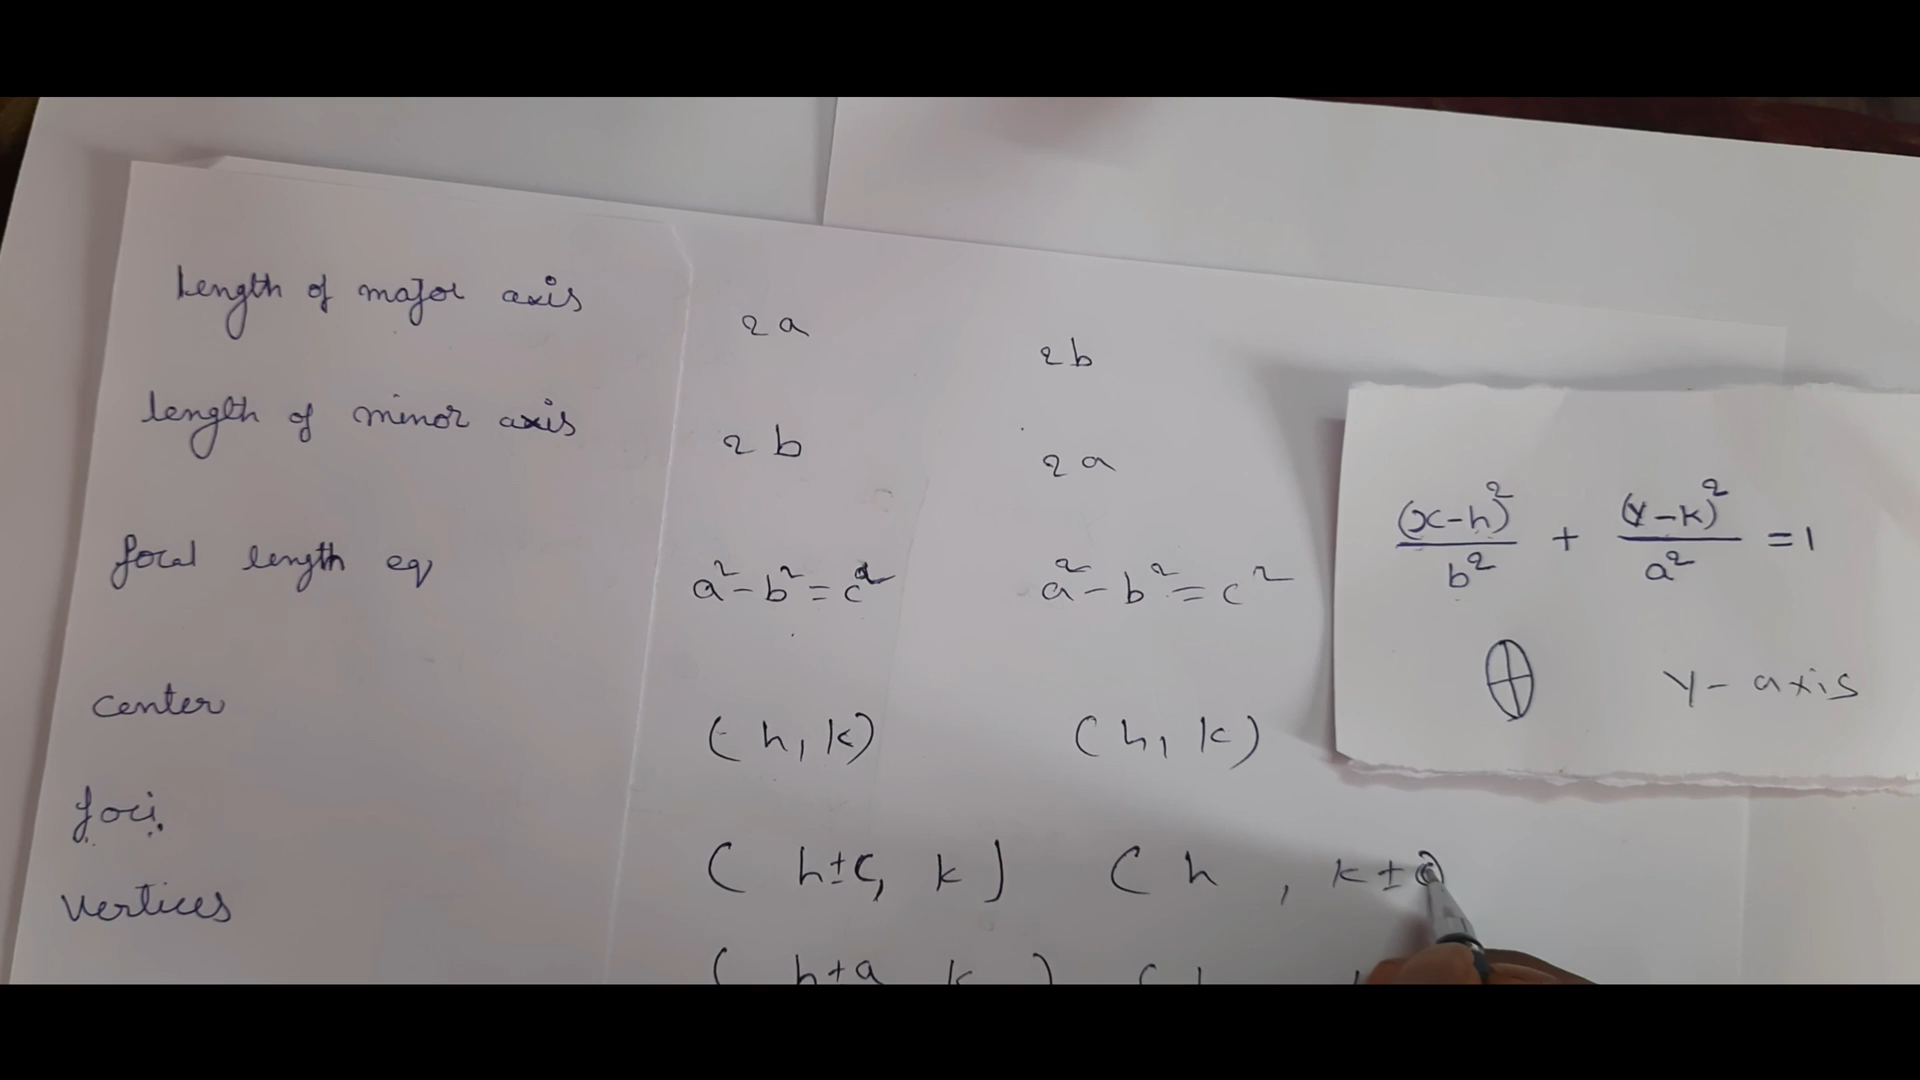 Length of major axis 2a 2b
length of minor axis 2b 2a
focal length eq a² - b² = c² a² - b² = c²
center (h, k) (h, k)
foci (h±c, k) (h, k±c)
Vertices
(h+a k)
(x-h)²/b² + (y-k)²/a² = 1
Y-axis